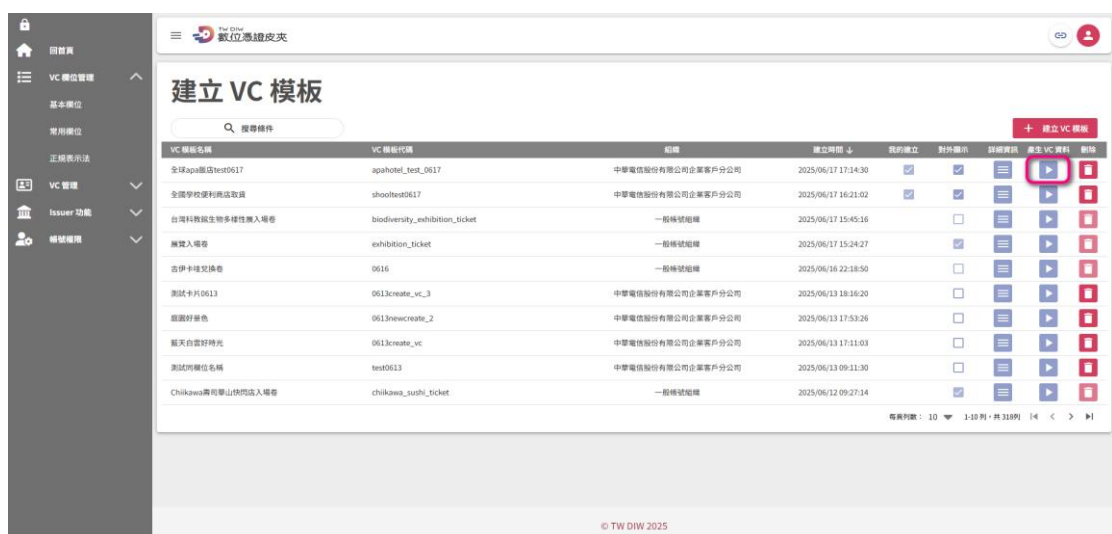 TW DIW
數位憑證皮夾
回首頁
VC 欄位管理
基本欄位
常用欄位
正規表示法
VC 管理
Issuer 功能
帳號權限
建立 VC 模板
搜尋條件
+ 建立 VC 模板
VC 模板名稱 VC 模板代碼 組織 建立時間 ↓ 我的建立 對外顯示 詳細資訊 產生 VC 資料 刪除
全球apa飯店test0617 apahotel_test_0617 中華電信股份有限公司企業客戶分公司 2025/06/17 17:14:30
全國學校便利商店取貨 shooltest0617 中華電信股份有限公司企業客戶分公司 2025/06/17 16:21:02
台灣科教館生物多樣性展入場卷 biodiversity_exhibition_ticket 一般帳號組織 2025/06/17 15:45:16
展覽入場卷 exhibition_ticket 一般帳號組織 2025/06/17 15:24:27
吉伊卡哇兌換卷 0616 一般帳號組織 2025/06/16 22:18:50
測試卡片0613 0613create_vc_3 中華電信股份有限公司企業客戶分公司 2025/06/13 18:16:20
庭園好景色 0613newcreate_2 中華電信股份有限公司企業客戶分公司 2025/06/13 17:53:26
藍天白雲好時光 0613create_vc 中華電信股份有限公司企業客戶分公司 2025/06/13 17:11:03
測試同欄位名稱 test0613 中華電信股份有限公司企業客戶分公司 2025/06/13 09:11:30
Chiikawa壽司華山快閃店入場卷 chiikawa_sushi_ticket 一般帳號組織 2025/06/12 09:27:14
每頁列數： 10 1-10 列，共 318列
© TW DIW 2025